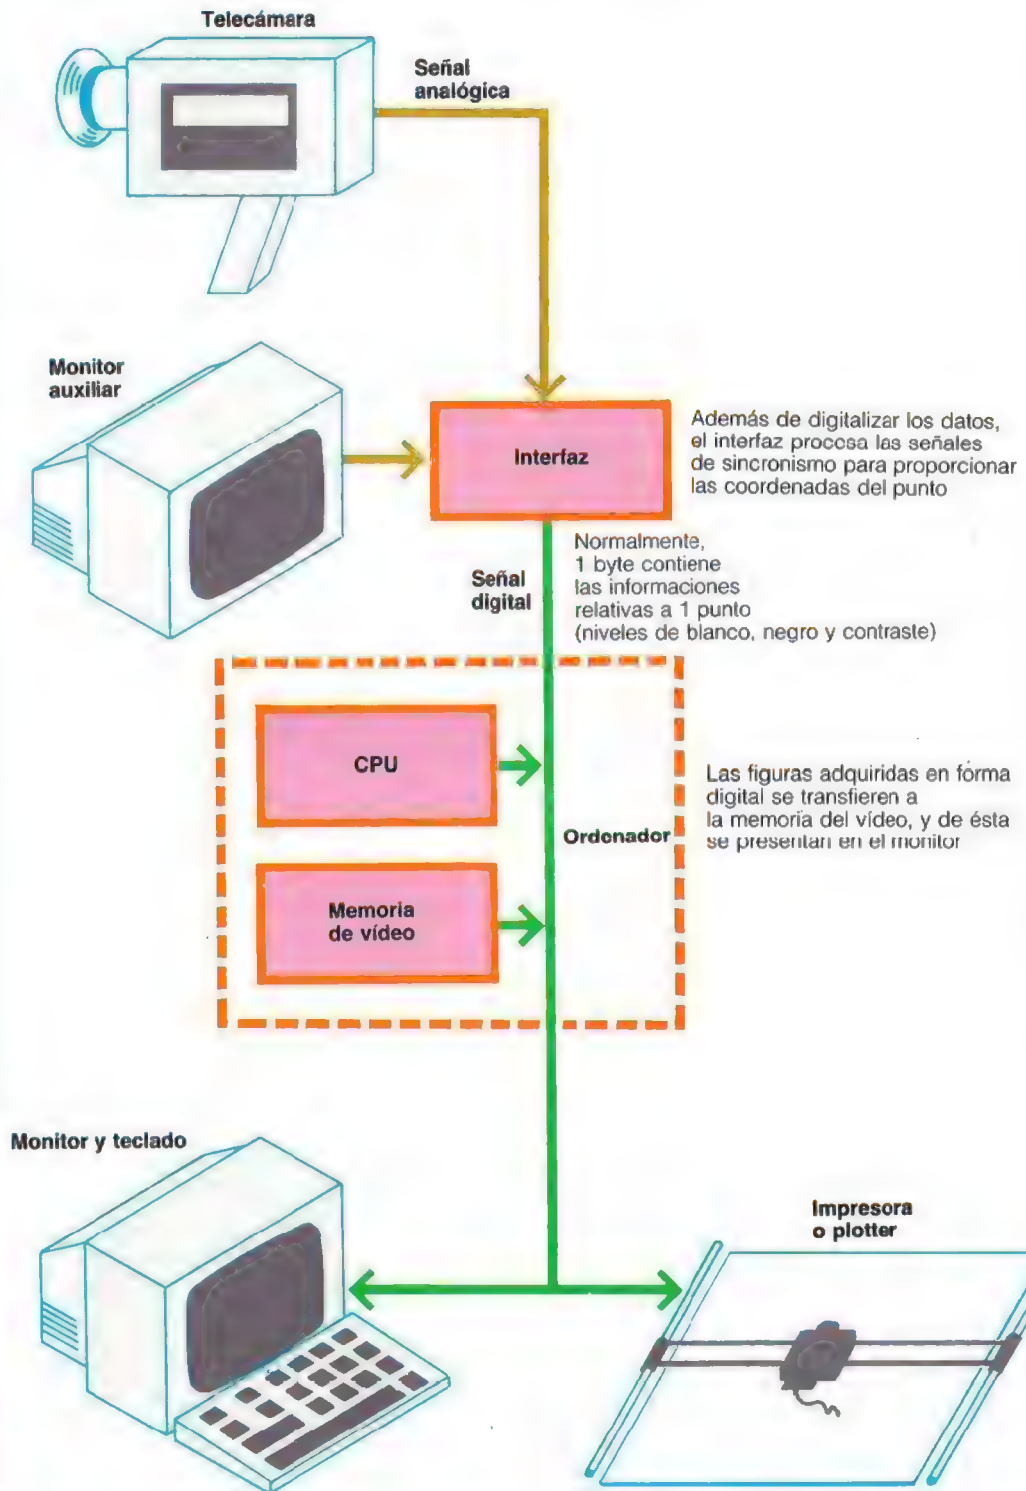 Telecámara
Señal
analógica
Monitor
auxiliar
Interfaz
Además de digitalizar los datos,
el interfaz procesa las señales
de sincronismo para proporcionar
las coordenadas del punto
Señal
digital
Normalmente,
1 byte contiene
las informaciones
relativas a 1 punto
(niveles de blanco, negro y contraste)
CPU
Ordenador
Memoria
de vídeo
Las figuras adquiridas en forma
digital se transfieren a
la memoria del vídeo, y de ésta
se presentan en el monitor
Monitor y teclado
Impresora
o plotter